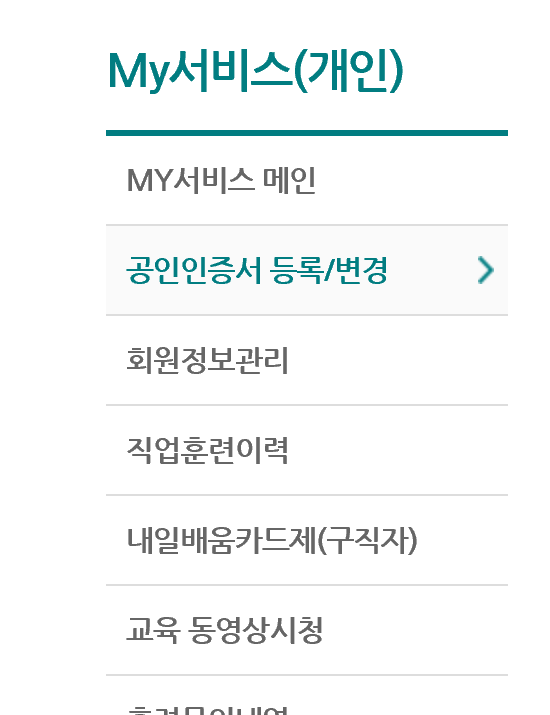 My서비스(개인)
MY서비스 메인
공인인증서 등록/변경
회원정보관리
직업훈련이력
내일배움카드제(구직자)
교육 동영상시청